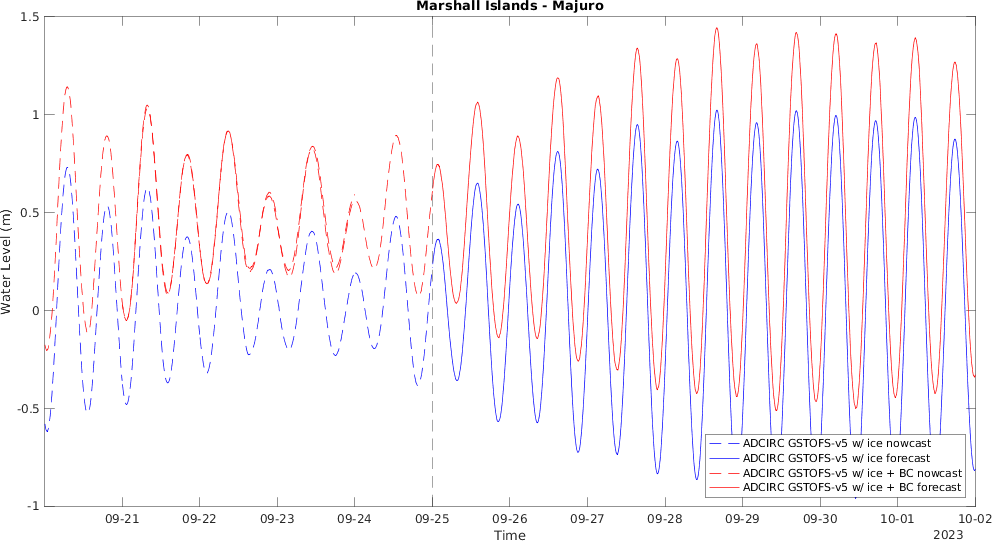 Marshall Islands - Majuro
1.5
1
0.5
0
-0.5
-1
Water Level (m)
09-21
09-22
09-23
09-24
09-25
09-26
09-27
09-28
09-29
09-30
10-01
10-02
Time
2023
ADCIRC GSTOFS-v5 w/ ice nowcast
ADCIRC GSTOFS-v5 w/ ice forecast
ADCIRC GSTOFS-v5 w/ ice + BC nowcast
ADCIRC GSTOFS-v5 w/ ice + BC forecast